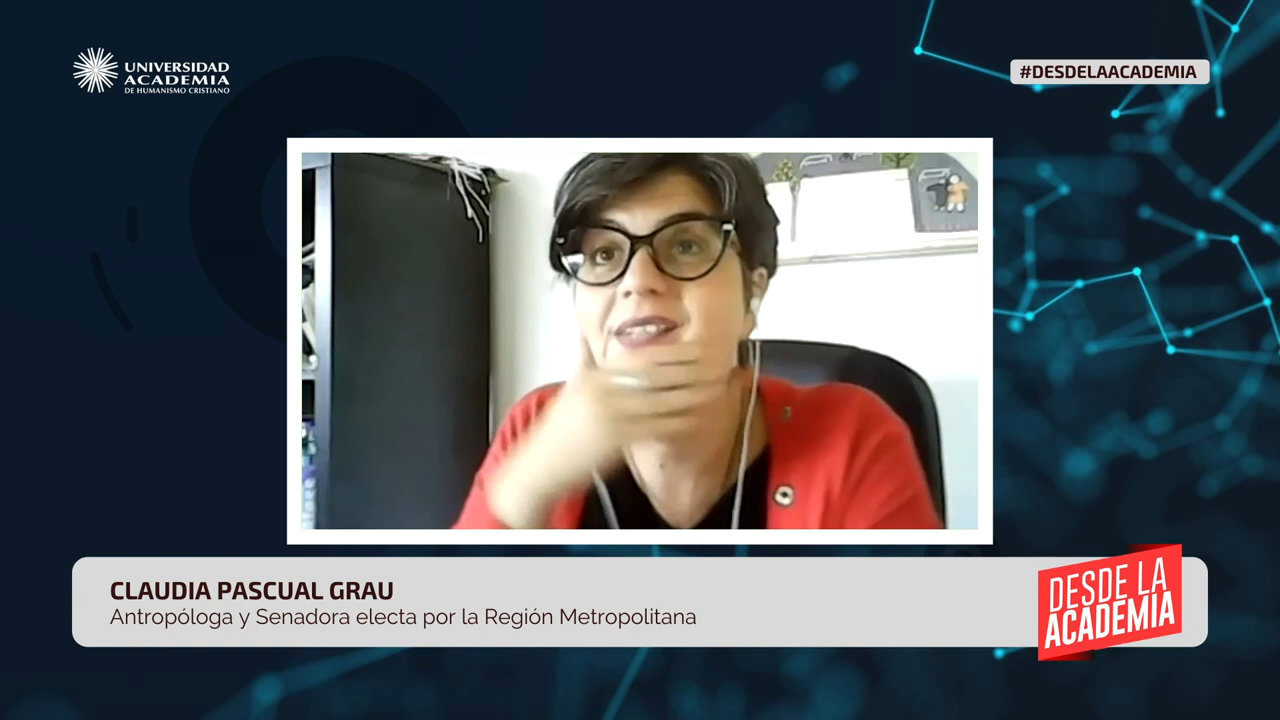 UNIVERSIDAD
ACADEMIA
DE HUMANISMO CRISTIANO
#DESDELAACADEMIA
CLAUDIA PASCUAL GRAU
Antropóloga y Senadora electa por la Región Metropolitana
DESDE LA
ACADEMIA